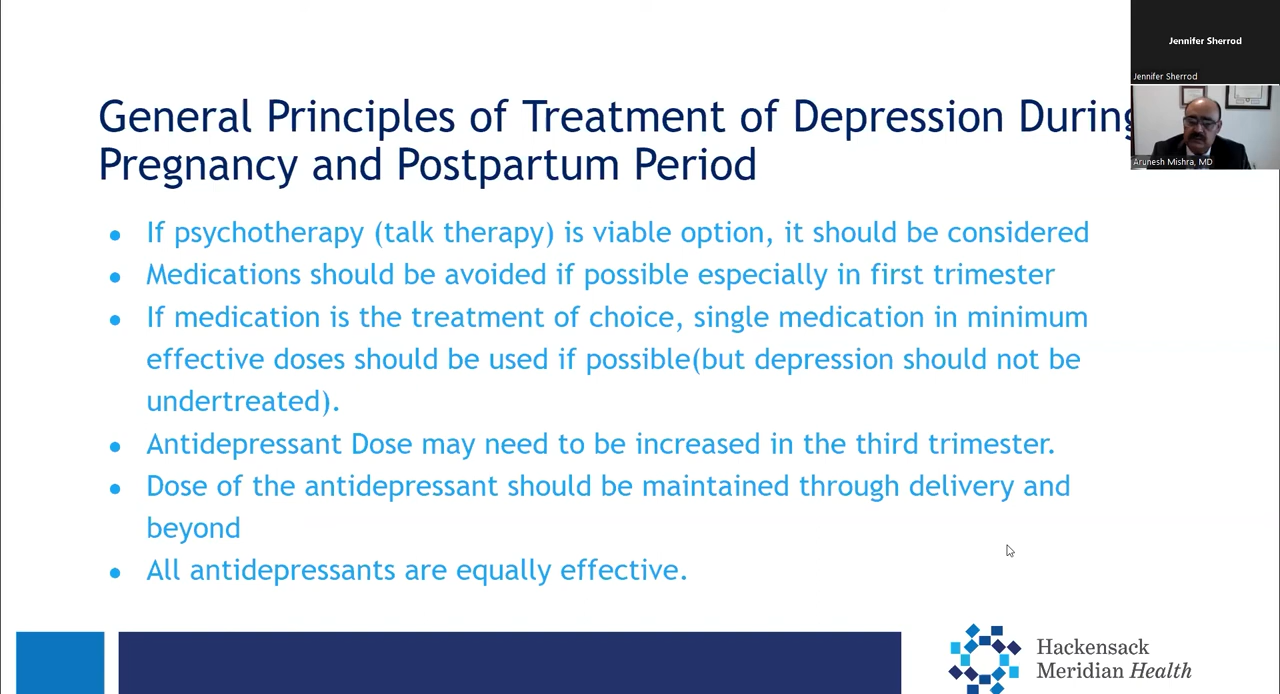 General Principles of Treatment of Depression During
Pregnancy and Postpartum Period
● If psychotherapy (talk therapy) is viable option, it should be considered
● Medications should be avoided if possible especially in first trimester
● If medication is the treatment of choice, single medication in minimum
effective doses should be used if possible(but depression should not be
undertreated).
● Antidepressant Dose may need to be increased in the third trimester.
● Dose of the antidepressant should be maintained through delivery and
beyond
● All antidepressants are equally effective.
Jennifer Sherrod
Jennifer Sherrod
Arunesh Mishra, MD
Hackensack
Meridian Health